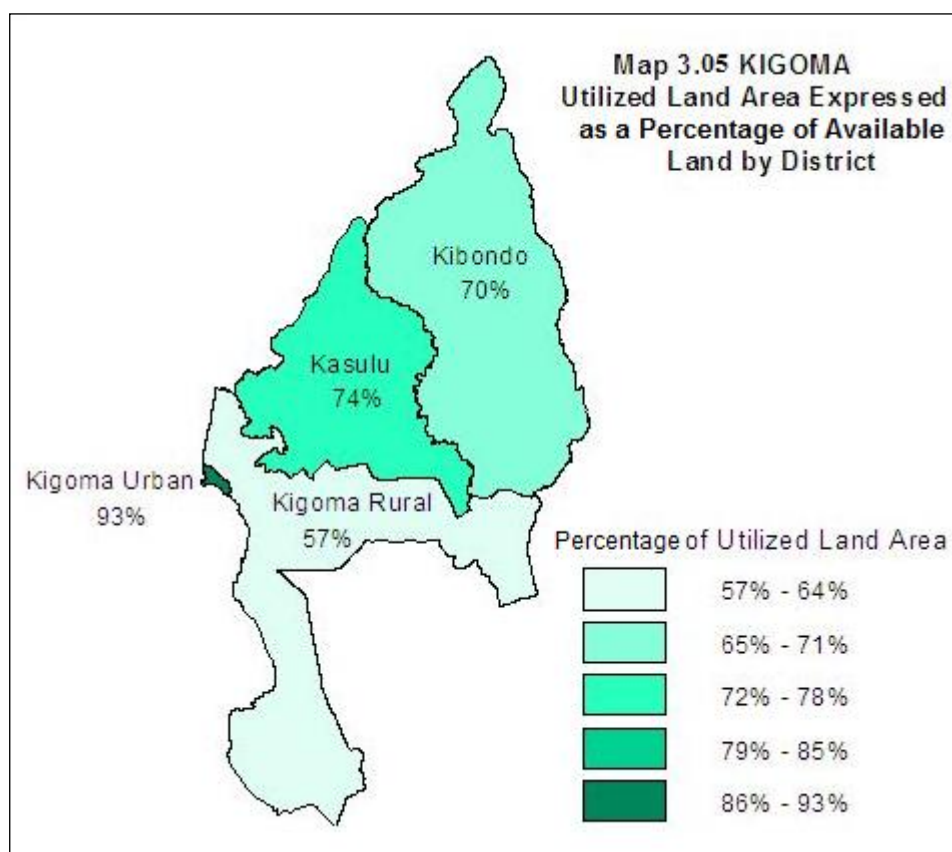 Map 3.05 KIGOMA
Utilized Land Area Expressed
as a Percentage of Available
Land by District
Kibondo
70%
Kasulu
74%
Kigoma Urban
93%
Kigoma Rural
57%
Percentage of Utilized Land Area
57% - 64%
65% - 71%
72% - 78%
79% - 85%
86% - 93%